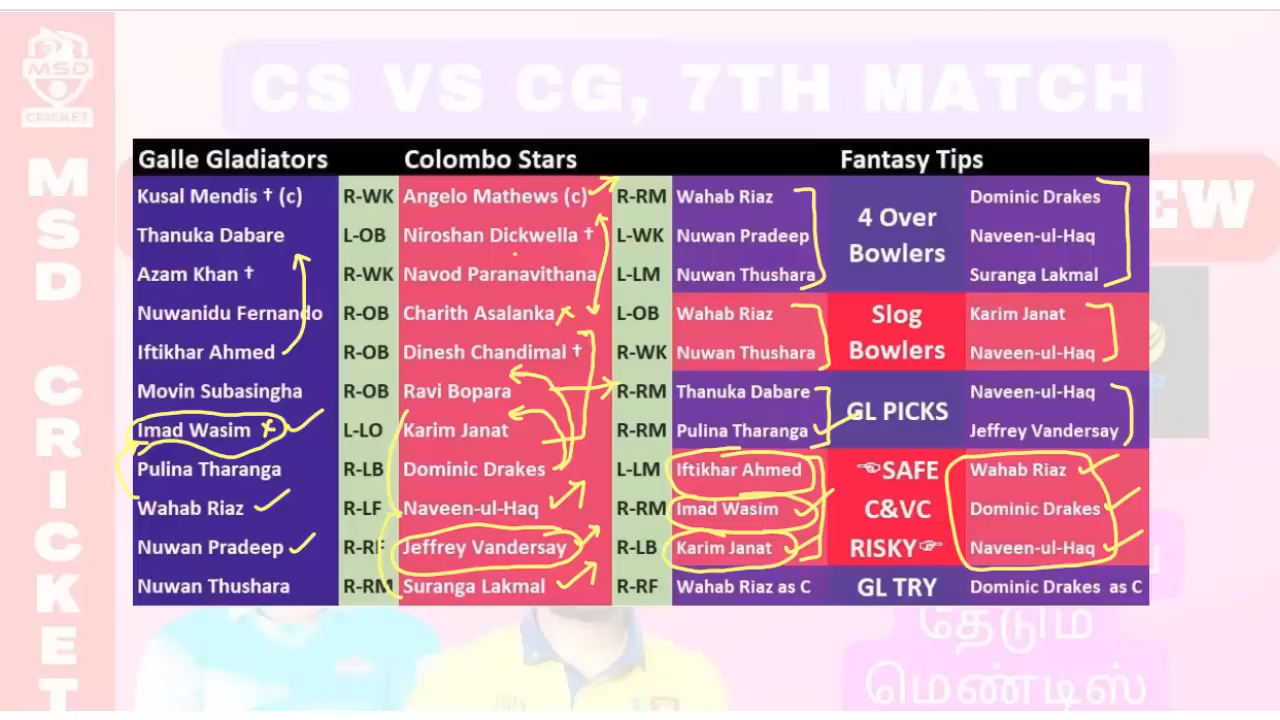 MSD
CRICKET
MSD CRICKET
CS VS CG, 7TH MATCH
EW
Galle Gladiators Colombo Stars Fantasy Tips
Kusal Mendis † (c) R-WK Angelo Mathews (c) R-RM Wahab Riaz 4 Over Bowlers Dominic Drakes
Thanuka Dabare L-OB Niroshan Dickwella † L-WK Nuwan Pradeep Naveen-ul-Haq
Azam Khan † R-WK Navod Paranavithana L-LM Nuwan Thushara Suranga Lakmal
Nuwanidu Fernando R-OB Charith Asalanka L-OB Wahab Riaz Slog Bowlers Karim Janat
Iftikhar Ahmed R-OB Dinesh Chandimal † R-WK Nuwan Thushara Naveen-ul-Haq
Movin Subasingha R-OB Ravi Bopara R-RM Thanuka Dabare GL PICKS Naveen-ul-Haq
Imad Wasim L-LO Karim Janat R-RM Pulina Tharanga Jeffrey Vandersay
Pulina Tharanga R-LB Dominic Drakes L-LM Iftikhar Ahmed ☜SAFE Wahab Riaz
Wahab Riaz R-LF Naveen-ul-Haq R-RM Imad Wasim C&VC Dominic Drakes
Nuwan Pradeep R-RF Jeffrey Vandersay R-LB Karim Janat RISKY☞ Naveen-ul-Haq
Nuwan Thushara R-RM Suranga Lakmal R-RF Wahab Riaz as C GL TRY Dominic Drakes as C
தேடும்
மெண்டிஸ்